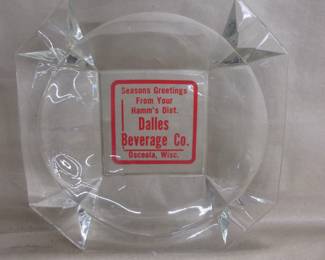 Seasons Greetings
From Your
Hamm's Dist.
Dalles
Beverage Co.
Osceola, Wisc.